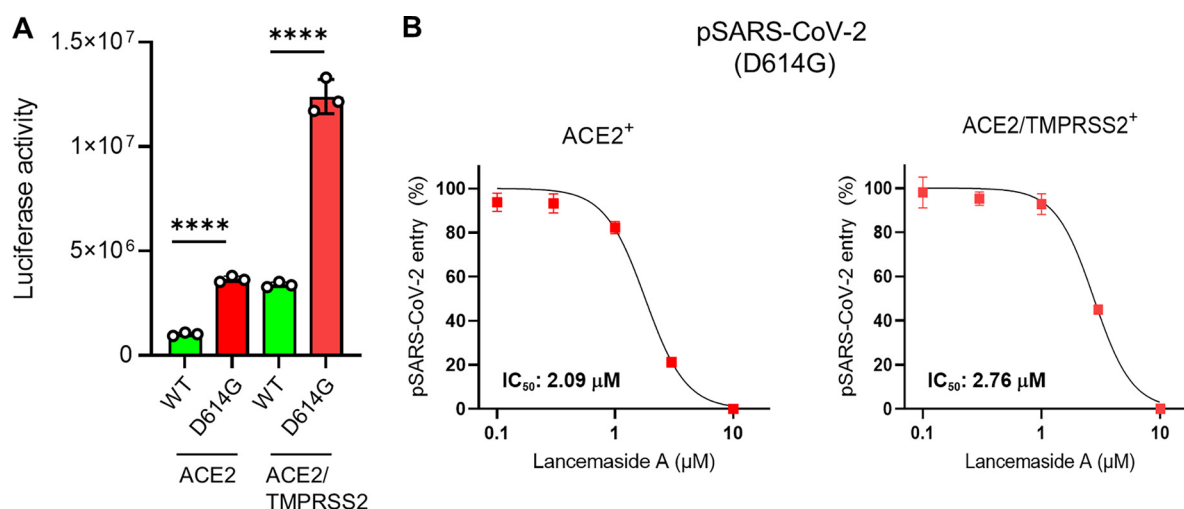 A
Luciferase activity
1.5×10⁷
1×10⁷
5×10⁶
0
****
****
WT
D614G
WT
D614G
ACE2
ACE2/
TMPRSS2
B
pSARS-CoV-2
(D614G)
ACE2⁺
pSARS-CoV-2 entry (%)
100
80
60
40
20
0
IC₅₀: 2.09 µM
0.1
1
10
Lancemaside A (µM)
ACE2/TMPRSS2⁺
pSARS-CoV-2 entry (%)
100
80
60
40
20
0
IC₅₀: 2.76 µM
0.1
1
10
Lancemaside A (µM)